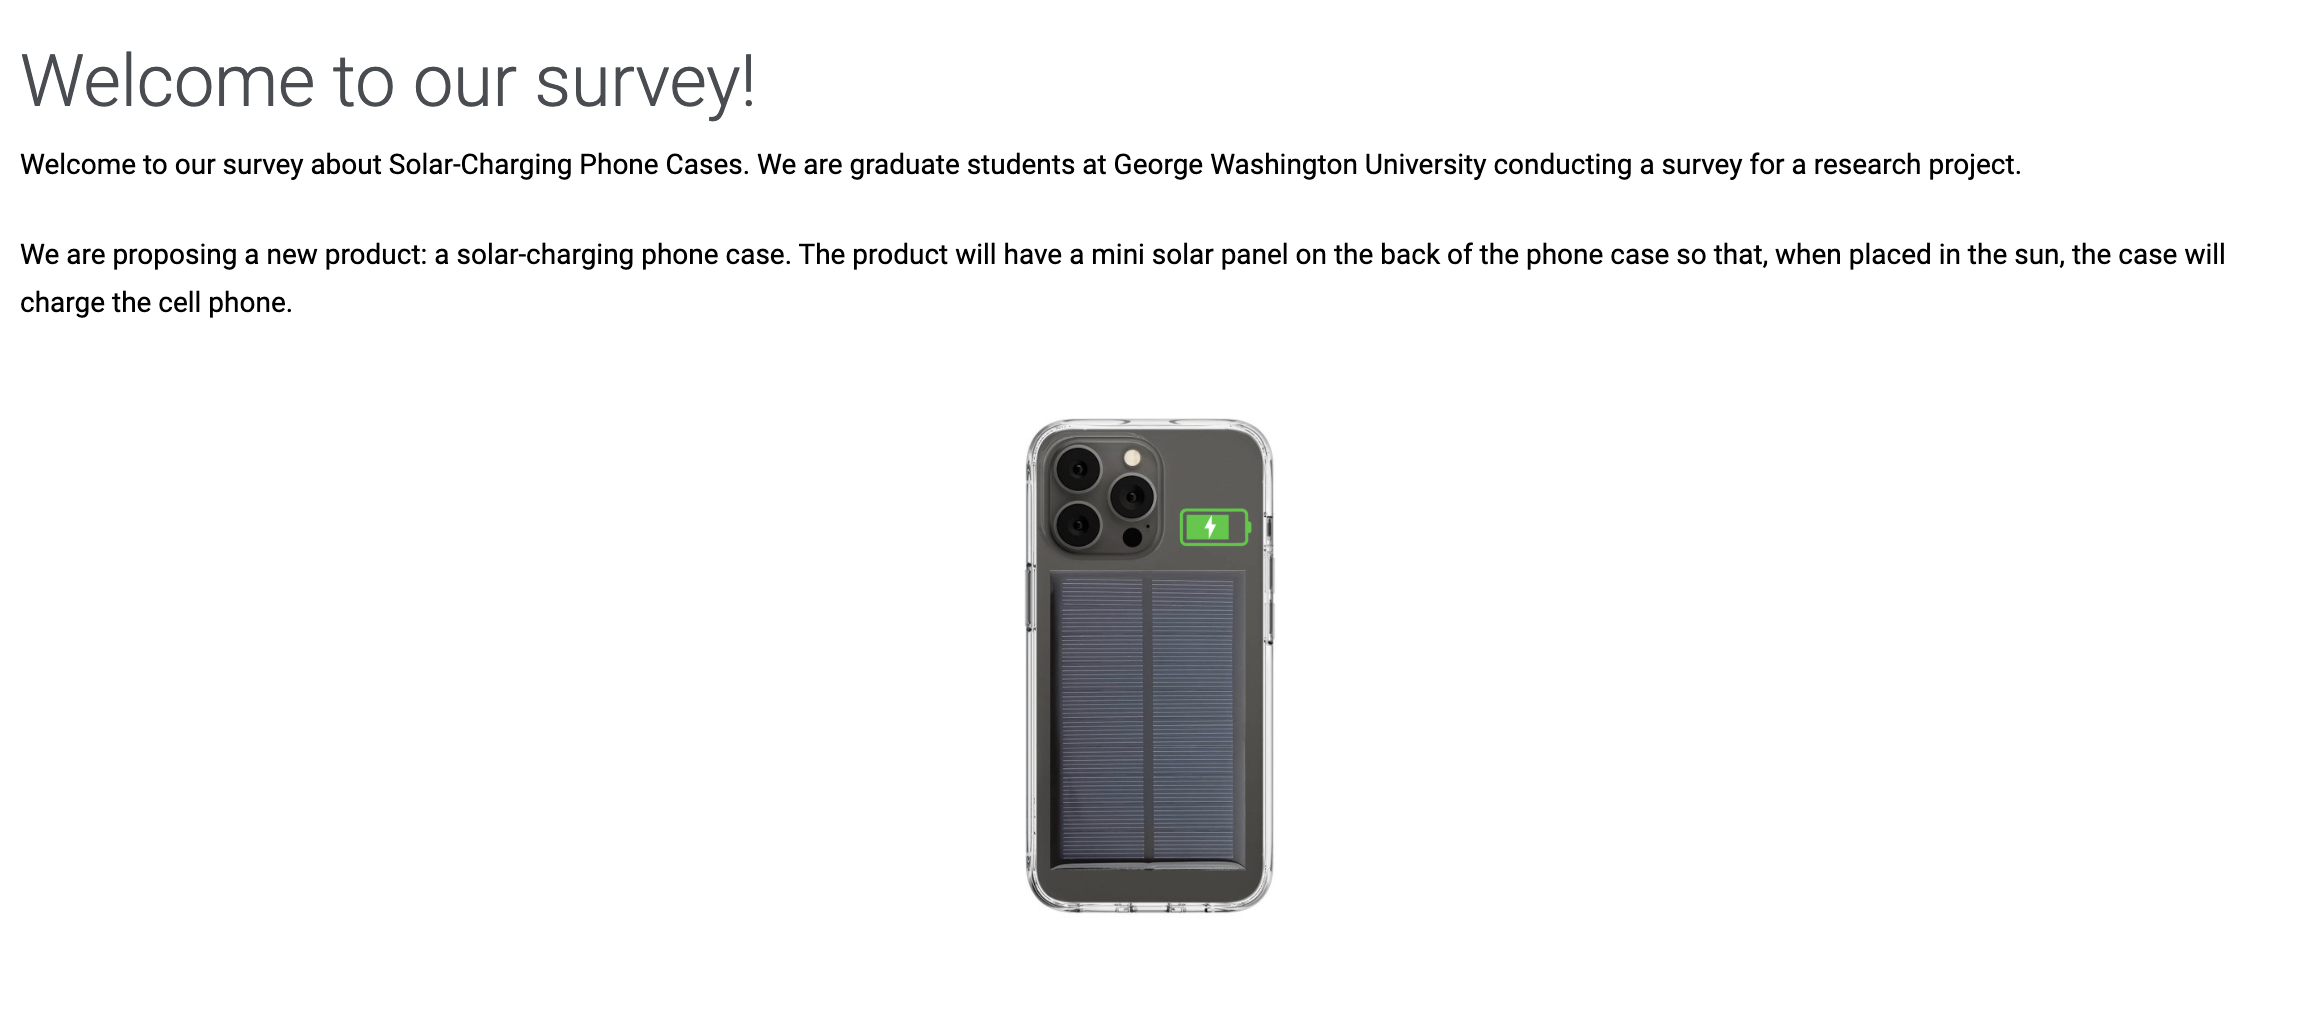 Welcome to our survey!
Welcome to our survey about Solar-Charging Phone Cases. We are graduate students at George Washington University conducting a survey for a research project.
We are proposing a new product: a solar-charging phone case. The product will have a mini solar panel on the back of the phone case so that, when placed in the sun, the case will
charge the cell phone.